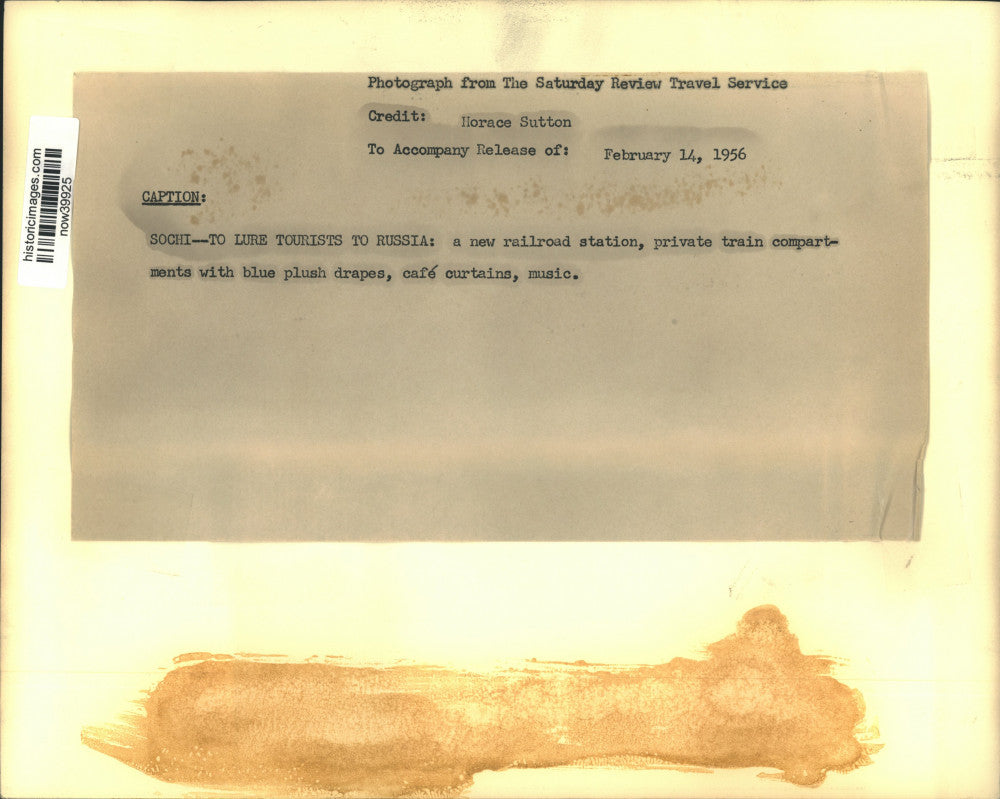 Photograph from The Saturday Review Travel Service
Credit: Horace Sutton
To Accompany Release of: February 14, 1956
CAPTION:
SOCHI--TO LURE TOURISTS TO RUSSIA: a new railroad station, private train compart-
ments with blue plush drapes, café curtains, music.
historicimages.com
now39925